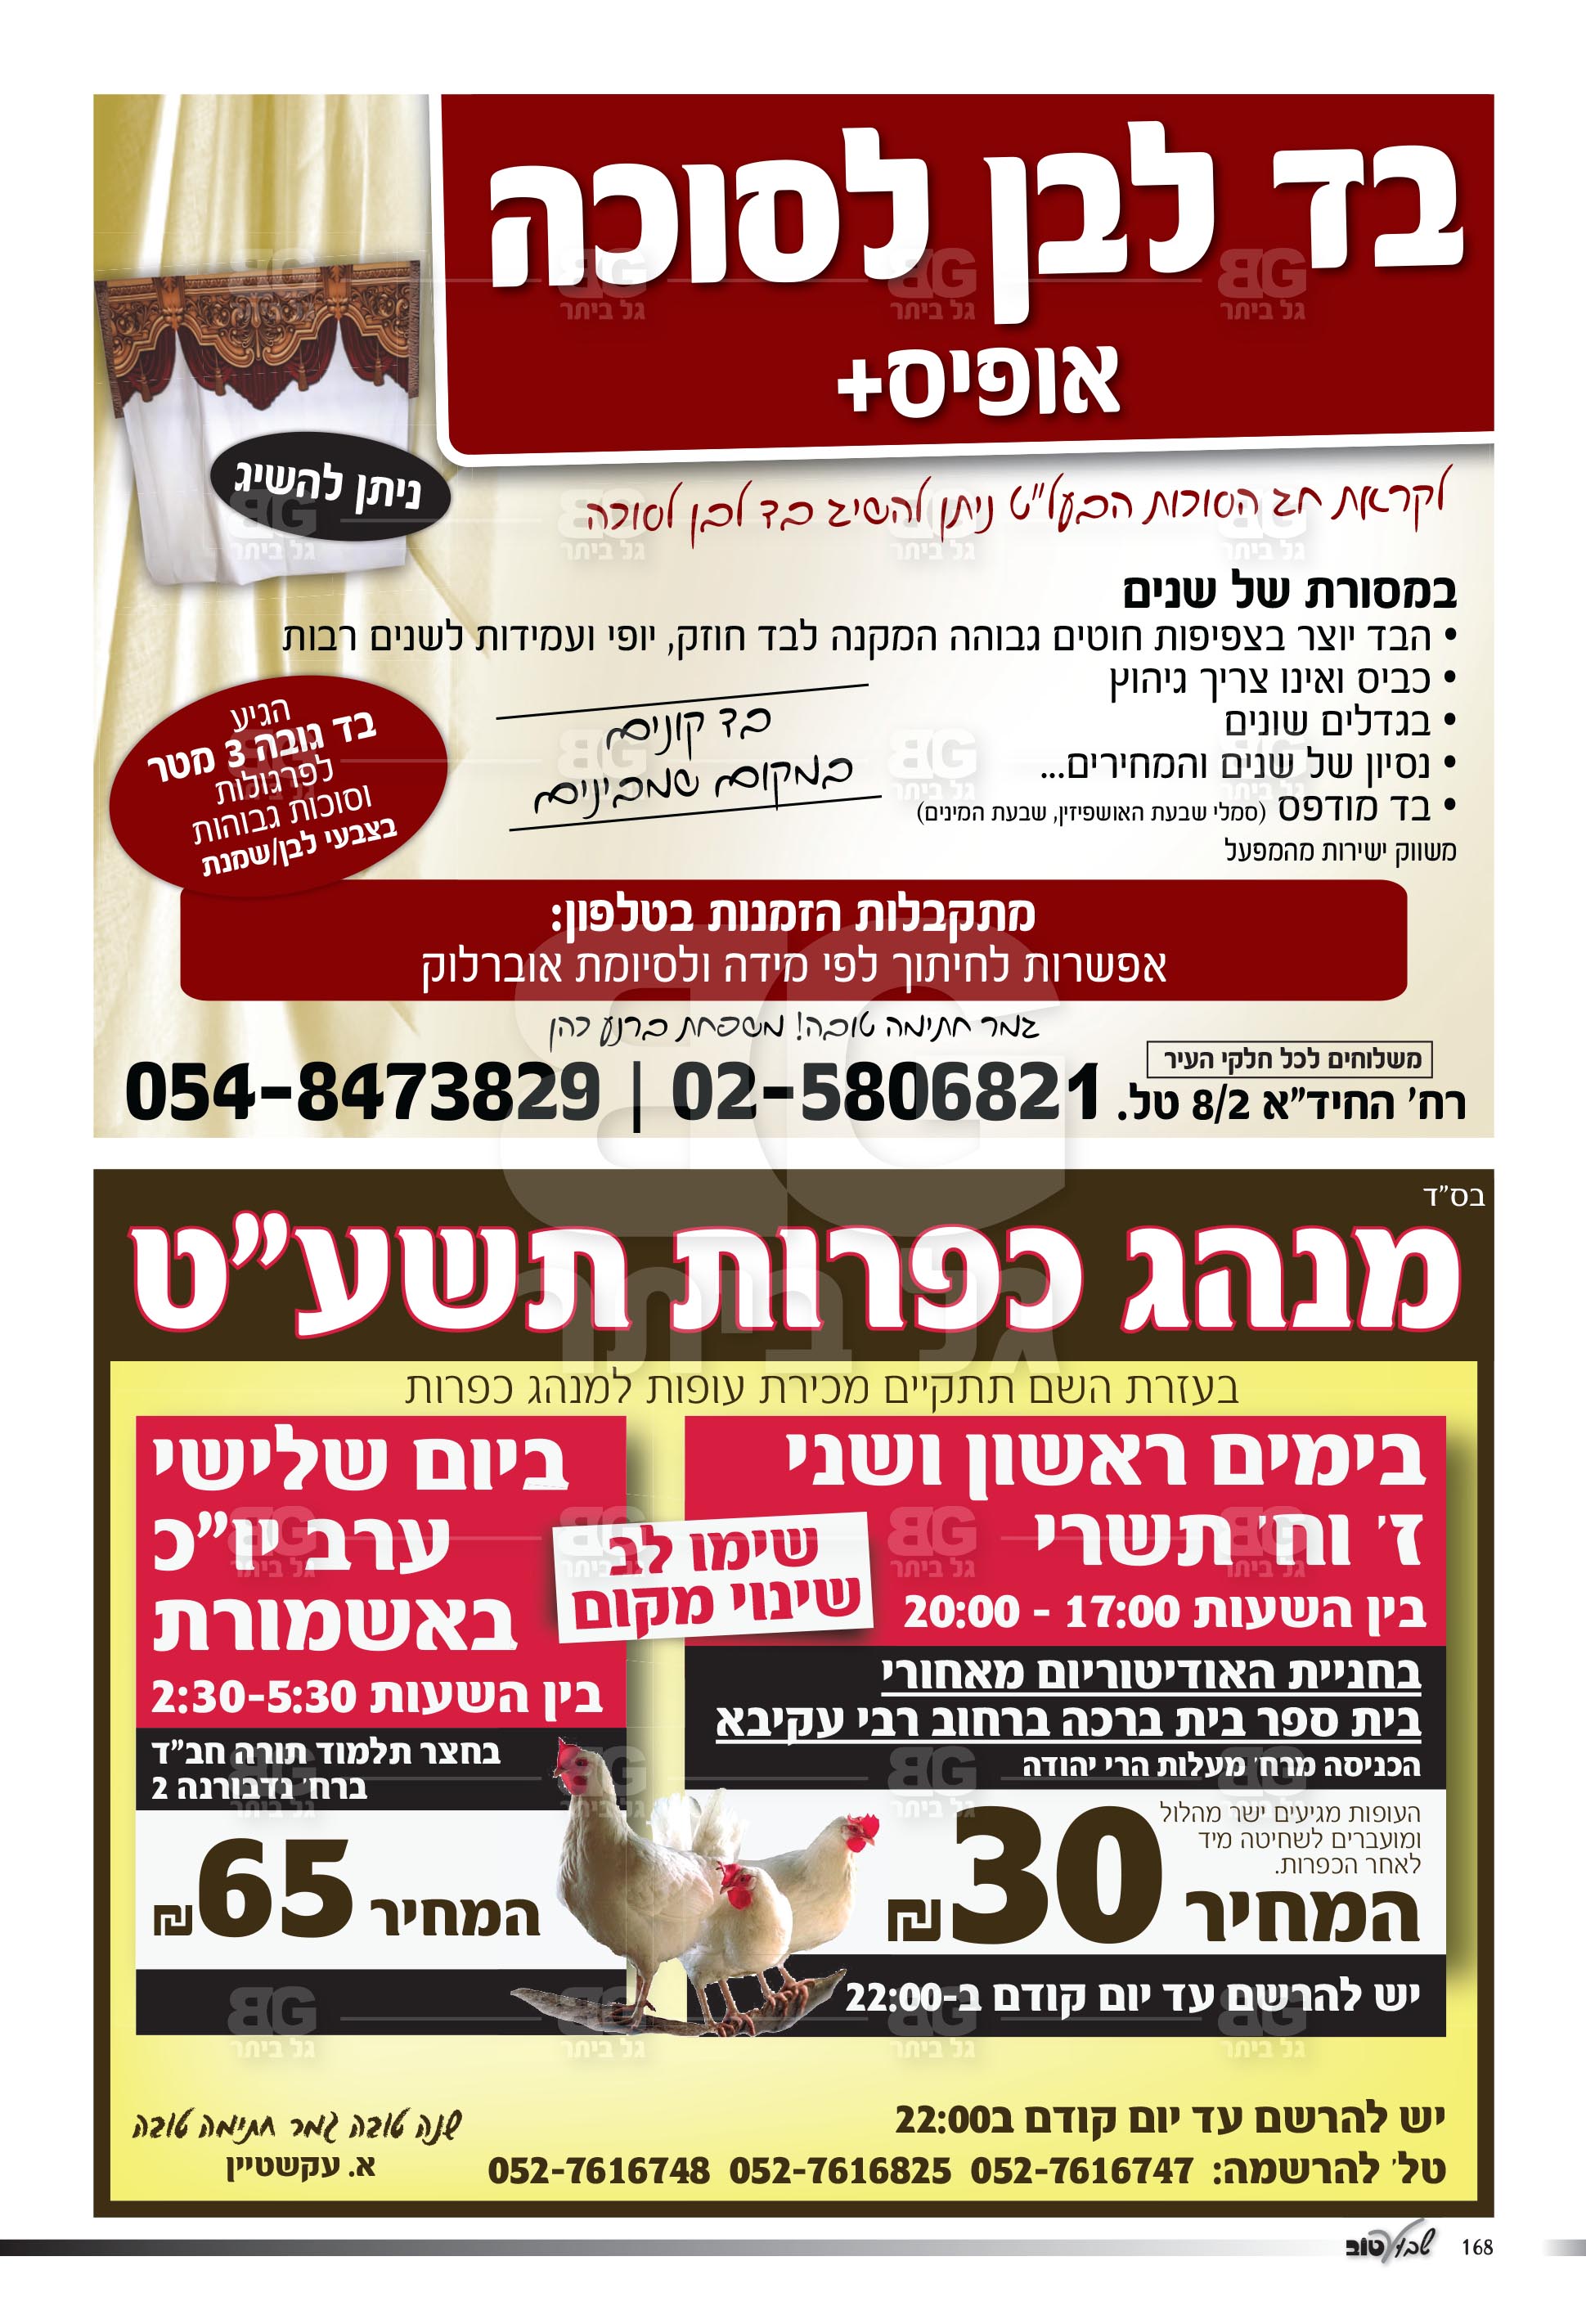 בד לבן לסוכה
אופיס+
ניתן להשיג
לקראת חג הסוכות הבעל"ט ניתן להשיג בד לבן לסוכה
במסורת של שנים
• הבד יוצר בצפיפות חוטים גבוהה המקנה לבד חוזק, יופי ועמידות לשנים רבות
• כביס ואינו צריך גיהוץ
• בגדלים שונים
• נסיון של שנים והמחירים...
• בד מודפס (סמלי שבעת האושפיזין, שבעת המינים)
משווק ישירות מהמפעל
בד קונים
במקום שמבינים
הגיע
בד גובה 3 מטר
לפרגולות
וסוכות גבוהות
בצבעי לבן/שמנת
מתקבלות הזמנות בטלפון:
אפשרות לחיתוך לפי מידה ולסיומת אוברלוק
גמר חתימה טובה! משפחת ברנע כהן
משלוחים לכל חלקי העיר
רח' החיד"א 8/2 טל. 02-5806821 | 054-8473829
בס"ד
מנהג כפרות תשע"ט
בעזרת השם תתקיים מכירת עופות למנהג כפרות
בימים ראשון ושני
ז' וח' תשרי
בין השעות 17:00 - 20:00
בחניית האודיטוריום מאחורי
בית ספר בית ברכה ברחוב רבי עקיבא
הכניסה מרח' מעלות הרי יהודה
העופות מגיעים ישר מהלול
ומועברים לשחיטה מיד
לאחר הכפרות.
המחיר 30 ₪
יש להרשם עד יום קודם ב-22:00
שימו לב
שינוי מקום
ביום שלישי
ערב יו"כ
באשמורת
בין השעות 2:30-5:30
בחצר תלמוד תורה חב"ד
ברח' נדבורנה 2
המחיר 65 ₪
יש להרשם עד יום קודם ב22:00
טל' להרשמה: 052-7616747 052-7616825 052-7616748
שנה טובה גמר חתימה טובה
א. עקשטיין
168 שבוע טוב
BG
גל ביתר